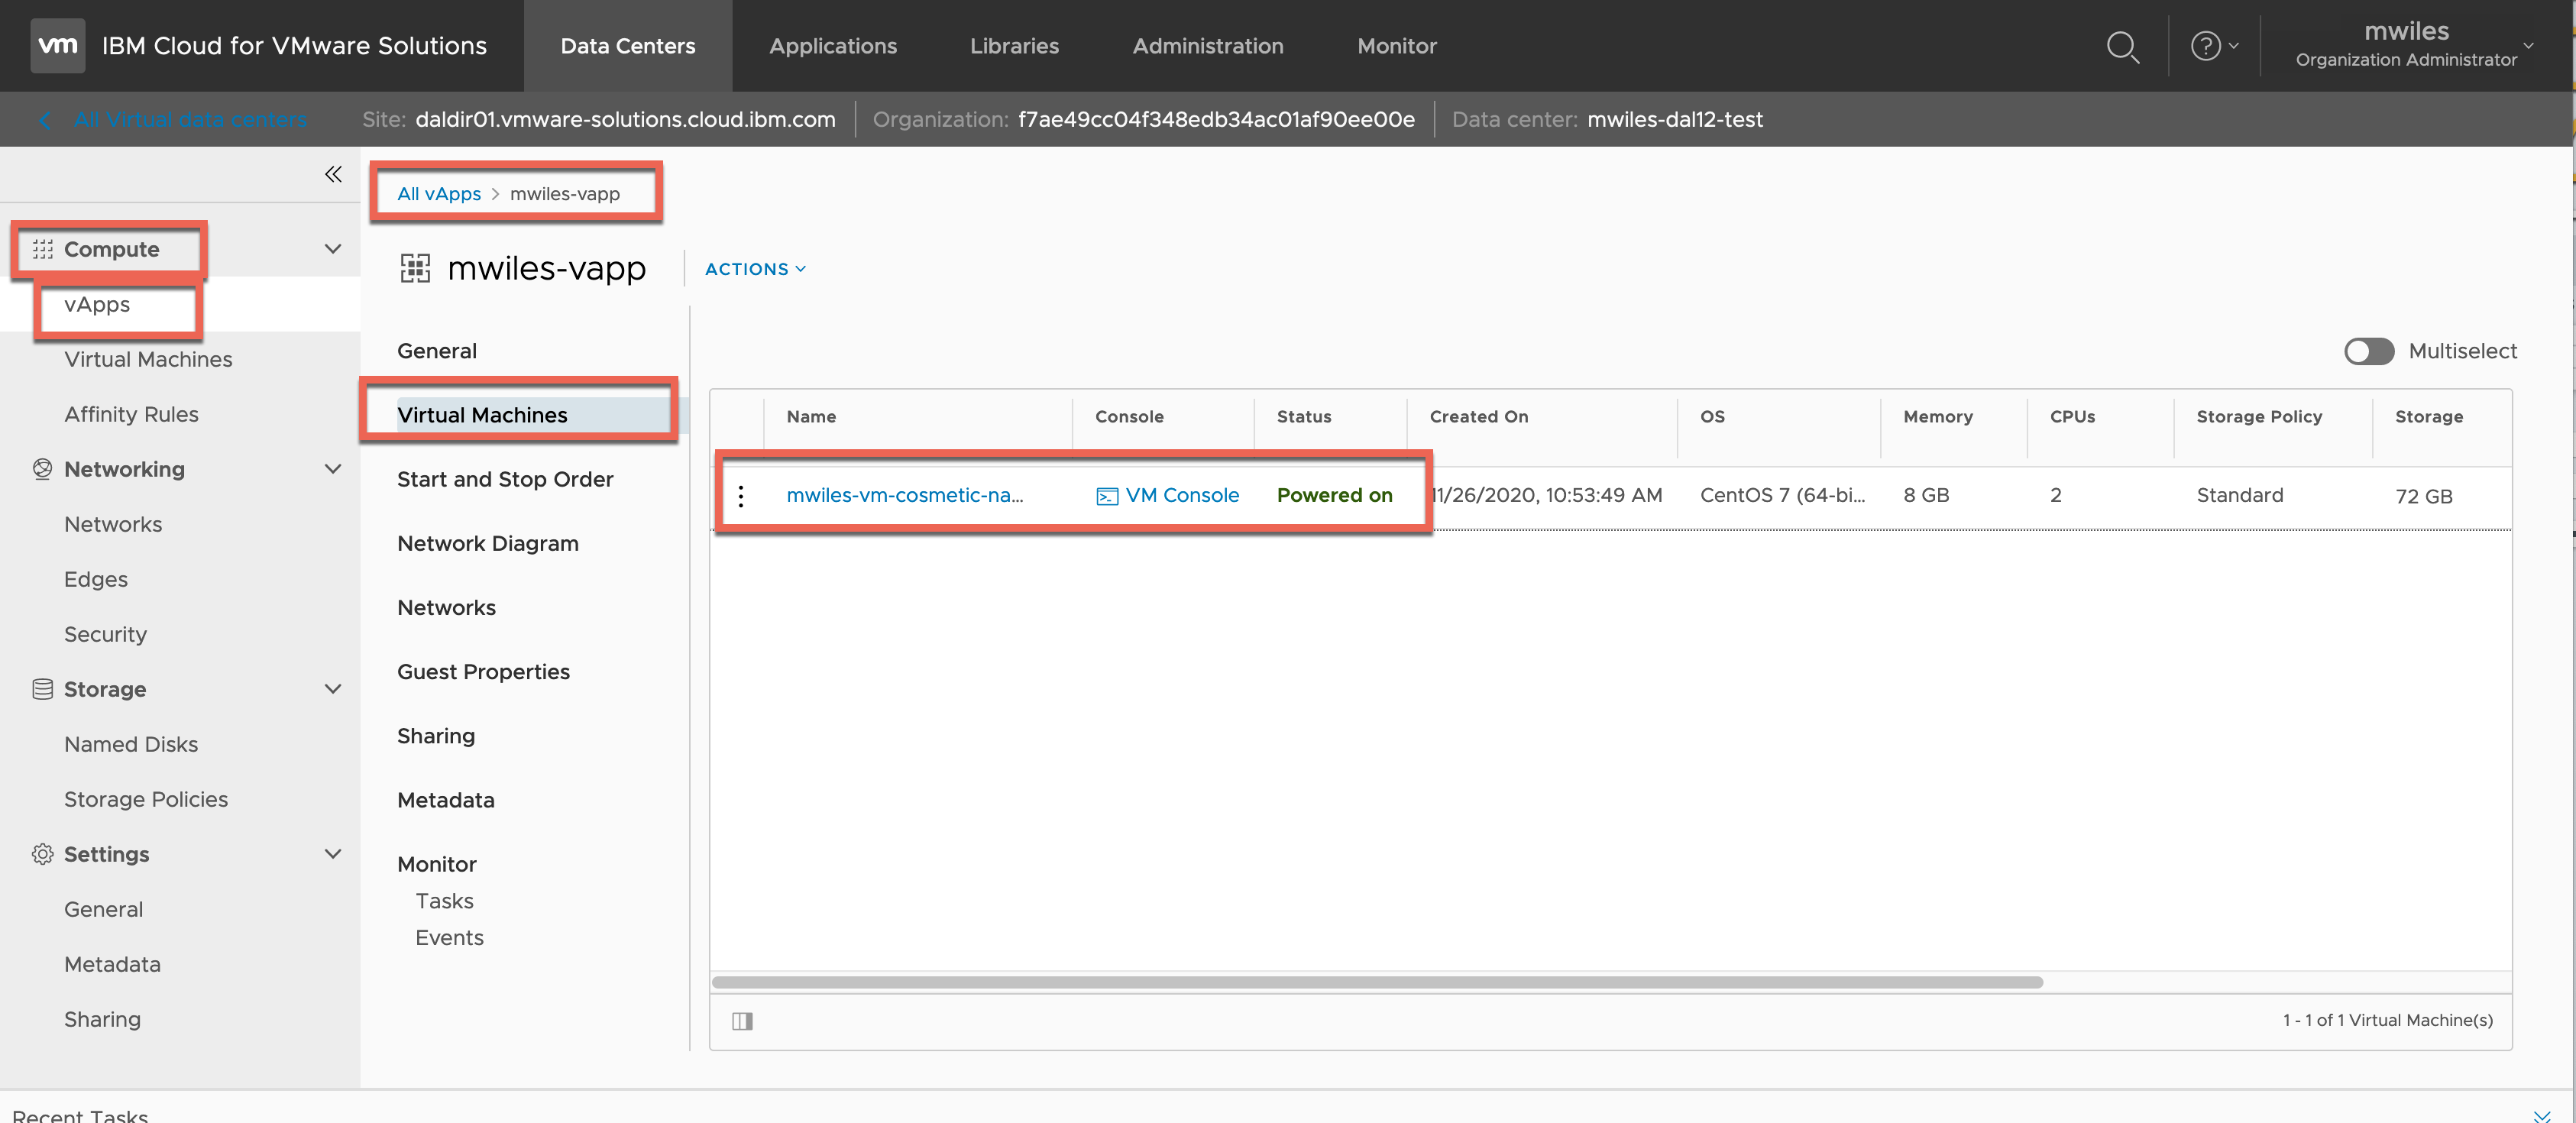 vm IBM Cloud for VMware Solutions Data Centers Applications Libraries Administration Monitor mwiles
Organization Administrator
All Virtual data centers Site: daldir01.vmware-solutions.cloud.ibm.com Organization: f7ae49cc04f348edb34ac01af90ee00e Data center: mwiles-dal12-test
Compute
vApps
Virtual Machines
Affinity Rules
Networking
Networks
Edges
Security
Storage
Named Disks
Storage Policies
Settings
General
Metadata
Sharing
All vApps > mwiles-vapp
mwiles-vapp ACTIONS
General
Virtual Machines
Start and Stop Order
Network Diagram
Networks
Guest Properties
Sharing
Metadata
Monitor
Tasks
Events
Multiselect
Name Console Status Created On OS Memory CPUs Storage Policy Storage
mwiles-vm-cosmetic-na... VM Console Powered on 11/26/2020, 10:53:49 AM CentOS 7 (64-bi... 8 GB 2 Standard 72 GB
1 - 1 of 1 Virtual Machine(s)
Recent Tasks